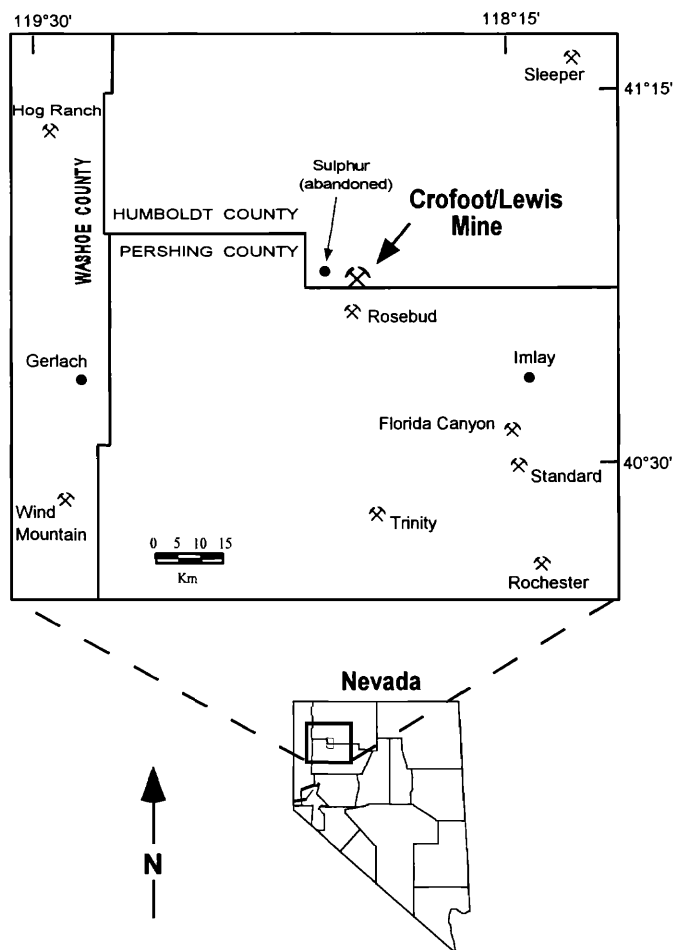 119°30'
118°15'
Sleeper
41°15'
Hog Ranch
WASHOE COUNTY
Sulphur
(abandoned)
Crofoot/Lewis
Mine
HUMBOLDT COUNTY
PERSHING COUNTY
Rosebud
Gerlach
Imlay
Florida Canyon
40°30'
Standard
Wind
Mountain
Trinity
0 5 10 15
Km
Rochester
Nevada
N